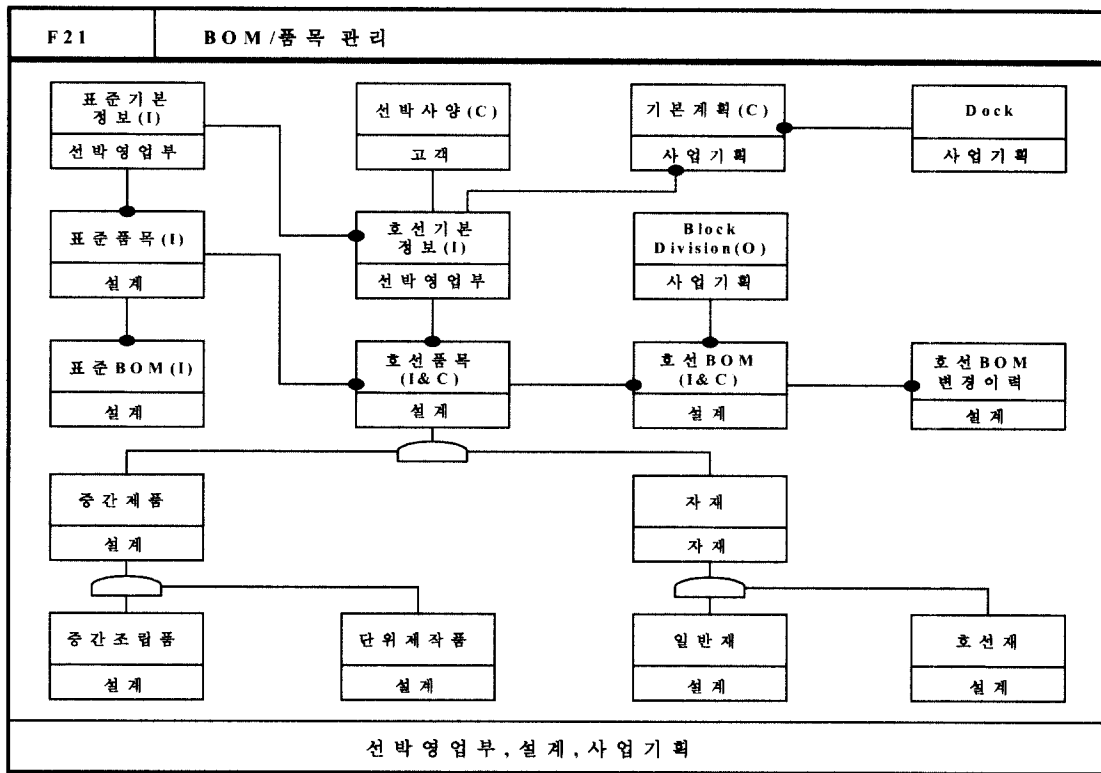 F21 BOM/품목 관리
표준기본
정보(I)
선박영업부
선박사양(C)
고객
기본계획(C)
사업기획
Dock
사업기획
표준품목(I)
설계
호선기본
정보(I)
선박영업부
Block
Division(O)
사업기획
표준BOM(I)
설계
호선품목
(I&C)
설계
호선BOM
(I&C)
설계
호선BOM
변경이력
설계
중간제품
설계
자재
자재
중간조립품
설계
단위제작품
설계
일반재
설계
호선재
설계
선박영업부,설계,사업기획